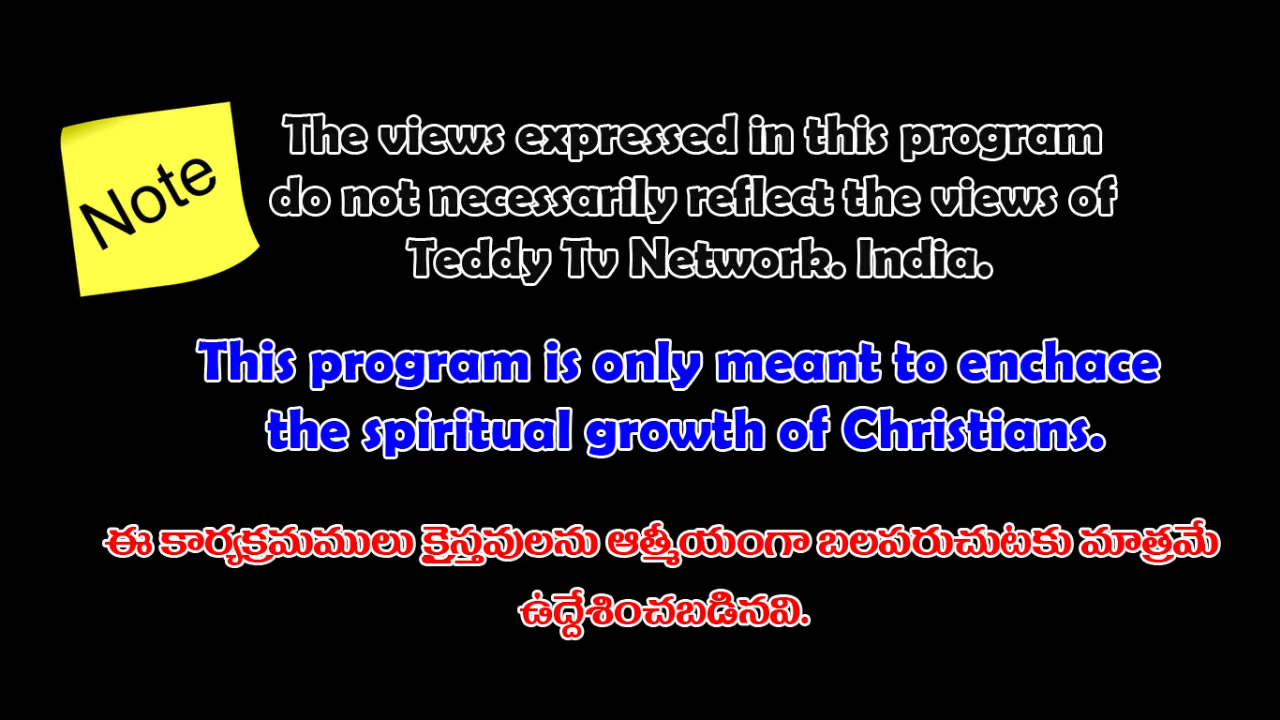 Note
The views expressed in this program
do not necessarily reflect the views of
Teddy Tv Network. India.
This program is only meant to enchace
the spiritual growth of Christians.
ఈ కార్యక్రమములు క్రైస్తవులను ఆత్మీయంగా బలపరుచుటకు మాత్రమే
ఉద్దేశించబడినవి.